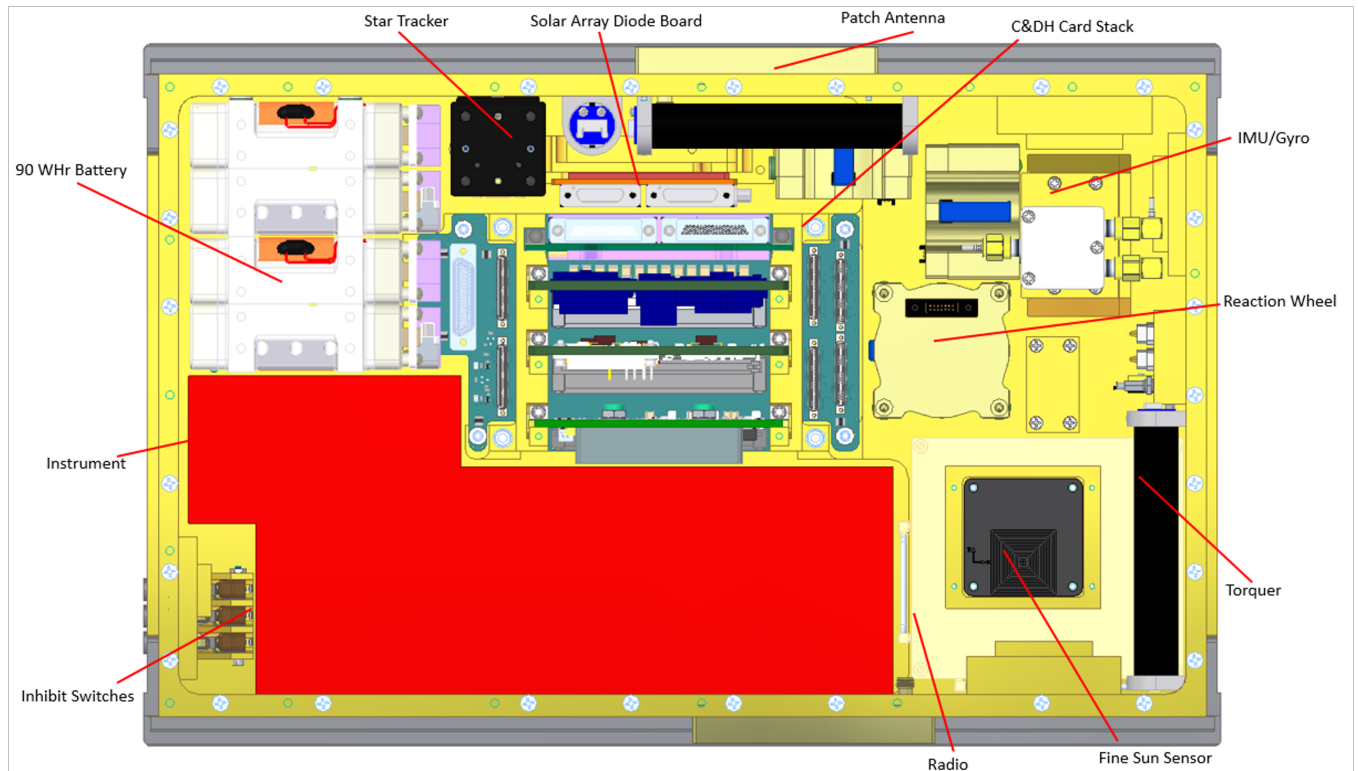 Star Tracker
Solar Array Diode Board
Patch Antenna
C&DH Card Stack
90 WHr Battery
IMU/Gyro
Reaction Wheel
Instrument
Torquer
Inhibit Switches
Radio
Fine Sun Sensor